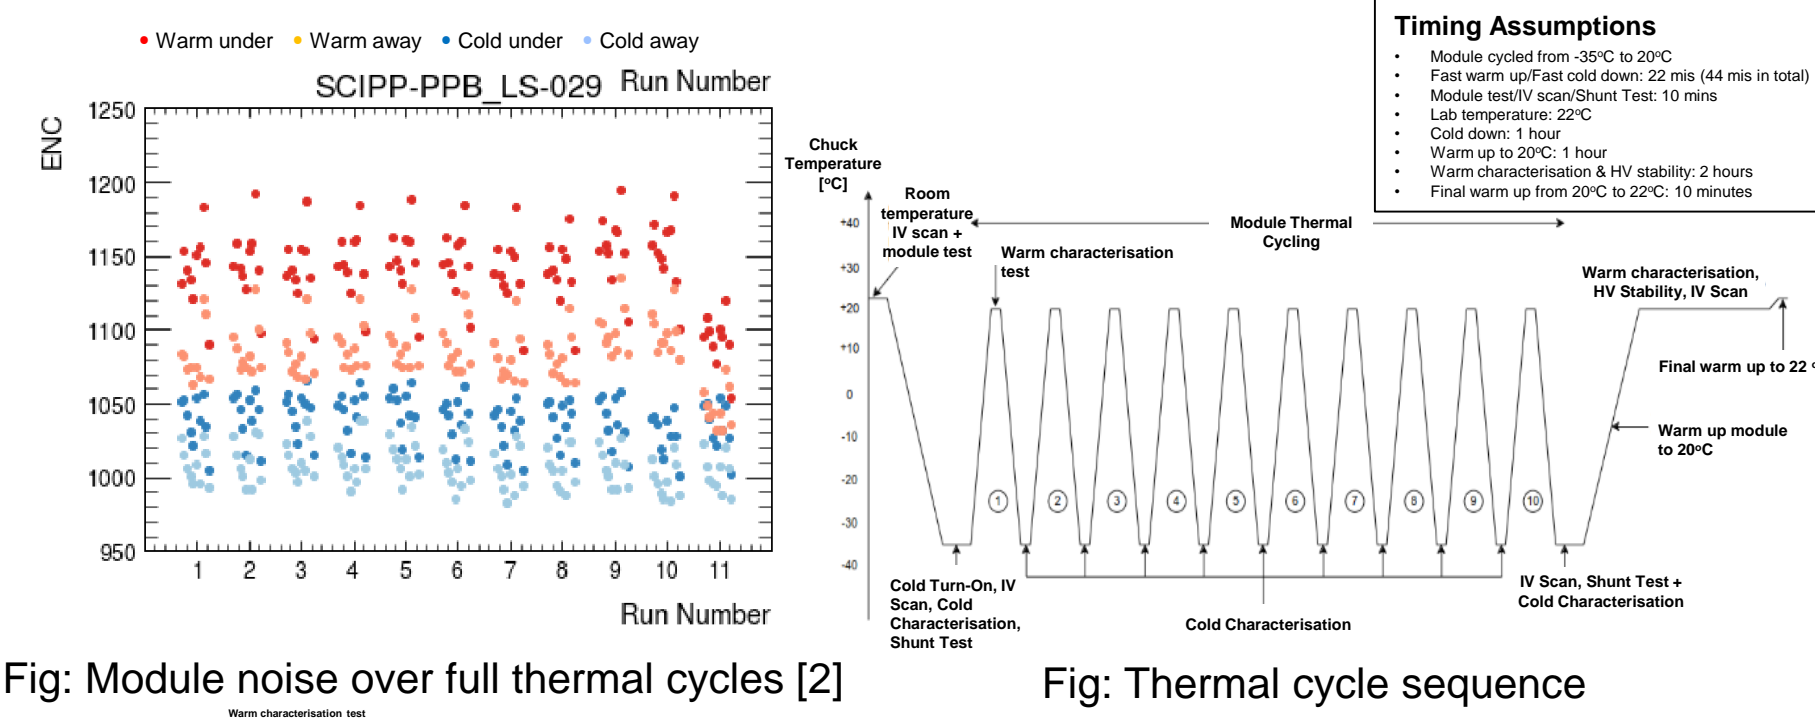 Warm under Warm away Cold under Cold away
SCIPP-PPB_LS-029 Run Number
ENC
1250
1200
1150
1100
1050
1000
950
1 2 3 4 5 6 7 8 9 10 11
Run Number
Fig: Module noise over full thermal cycles [2]
Warm characterisation test
Timing Assumptions
• Module cycled from -35ºC to 20ºC
• Fast warm up/Fast cold down: 22 mis (44 mis in total)
• Module test/IV scan/Shunt Test: 10 mins
• Lab temperature: 22ºC
• Cold down: 1 hour
• Warm up to 20ºC: 1 hour
• Warm characterisation & HV stability: 2 hours
• Final warm up from 20ºC to 22ºC: 10 minutes
Chuck
Temperature
[ºC]
+40
+30
+20
+10
0
-10
-20
-30
-40
Room
temperature
IV scan +
module test
Warm characterisation
test
Module Thermal
Cycling
Warm characterisation,
HV Stability, IV Scan
Final warm up to 22
Warm up module
to 20ºC
1 2 3 4 5 6 7 8 9 10
Cold Turn-On, IV
Scan, Cold
Characterisation,
Shunt Test
Cold Characterisation
IV Scan, Shunt Test +
Cold Characterisation
Fig: Thermal cycle sequence